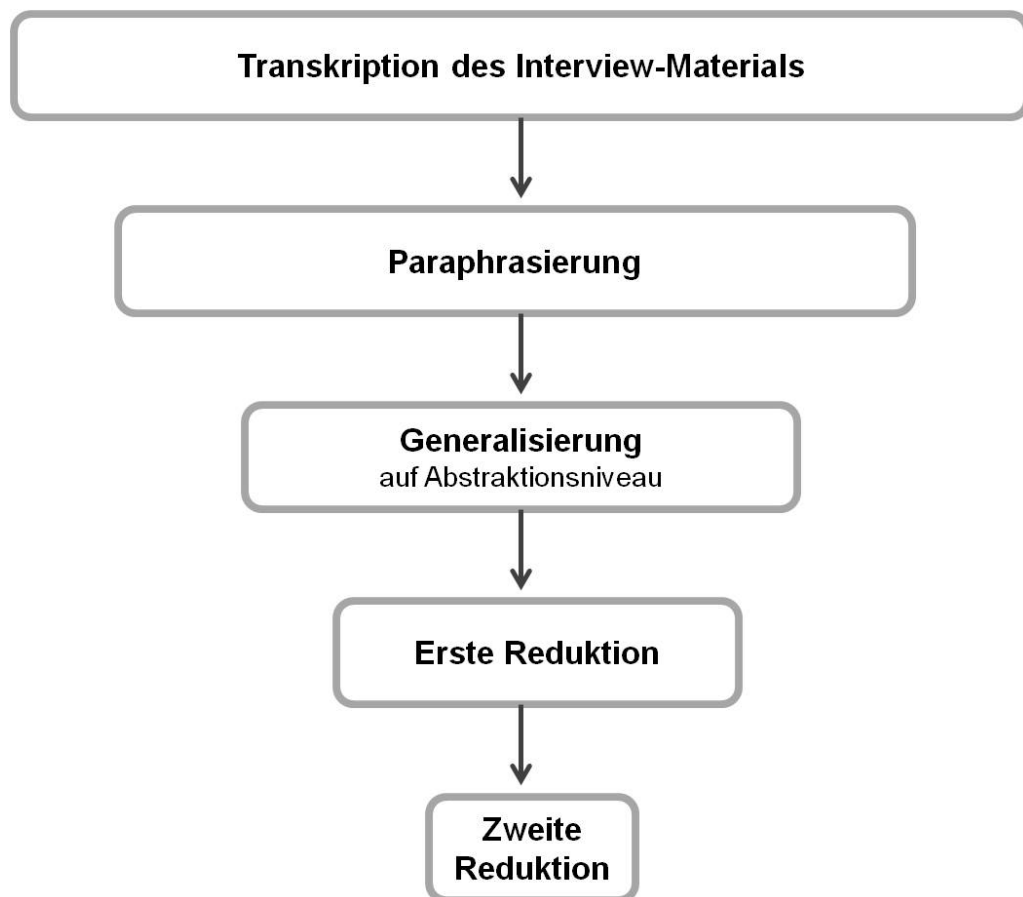 Transkription des Interview-Materials
Paraphrasierung
Generalisierung
auf Abstraktionsniveau
Erste Reduktion
Zweite
Reduktion